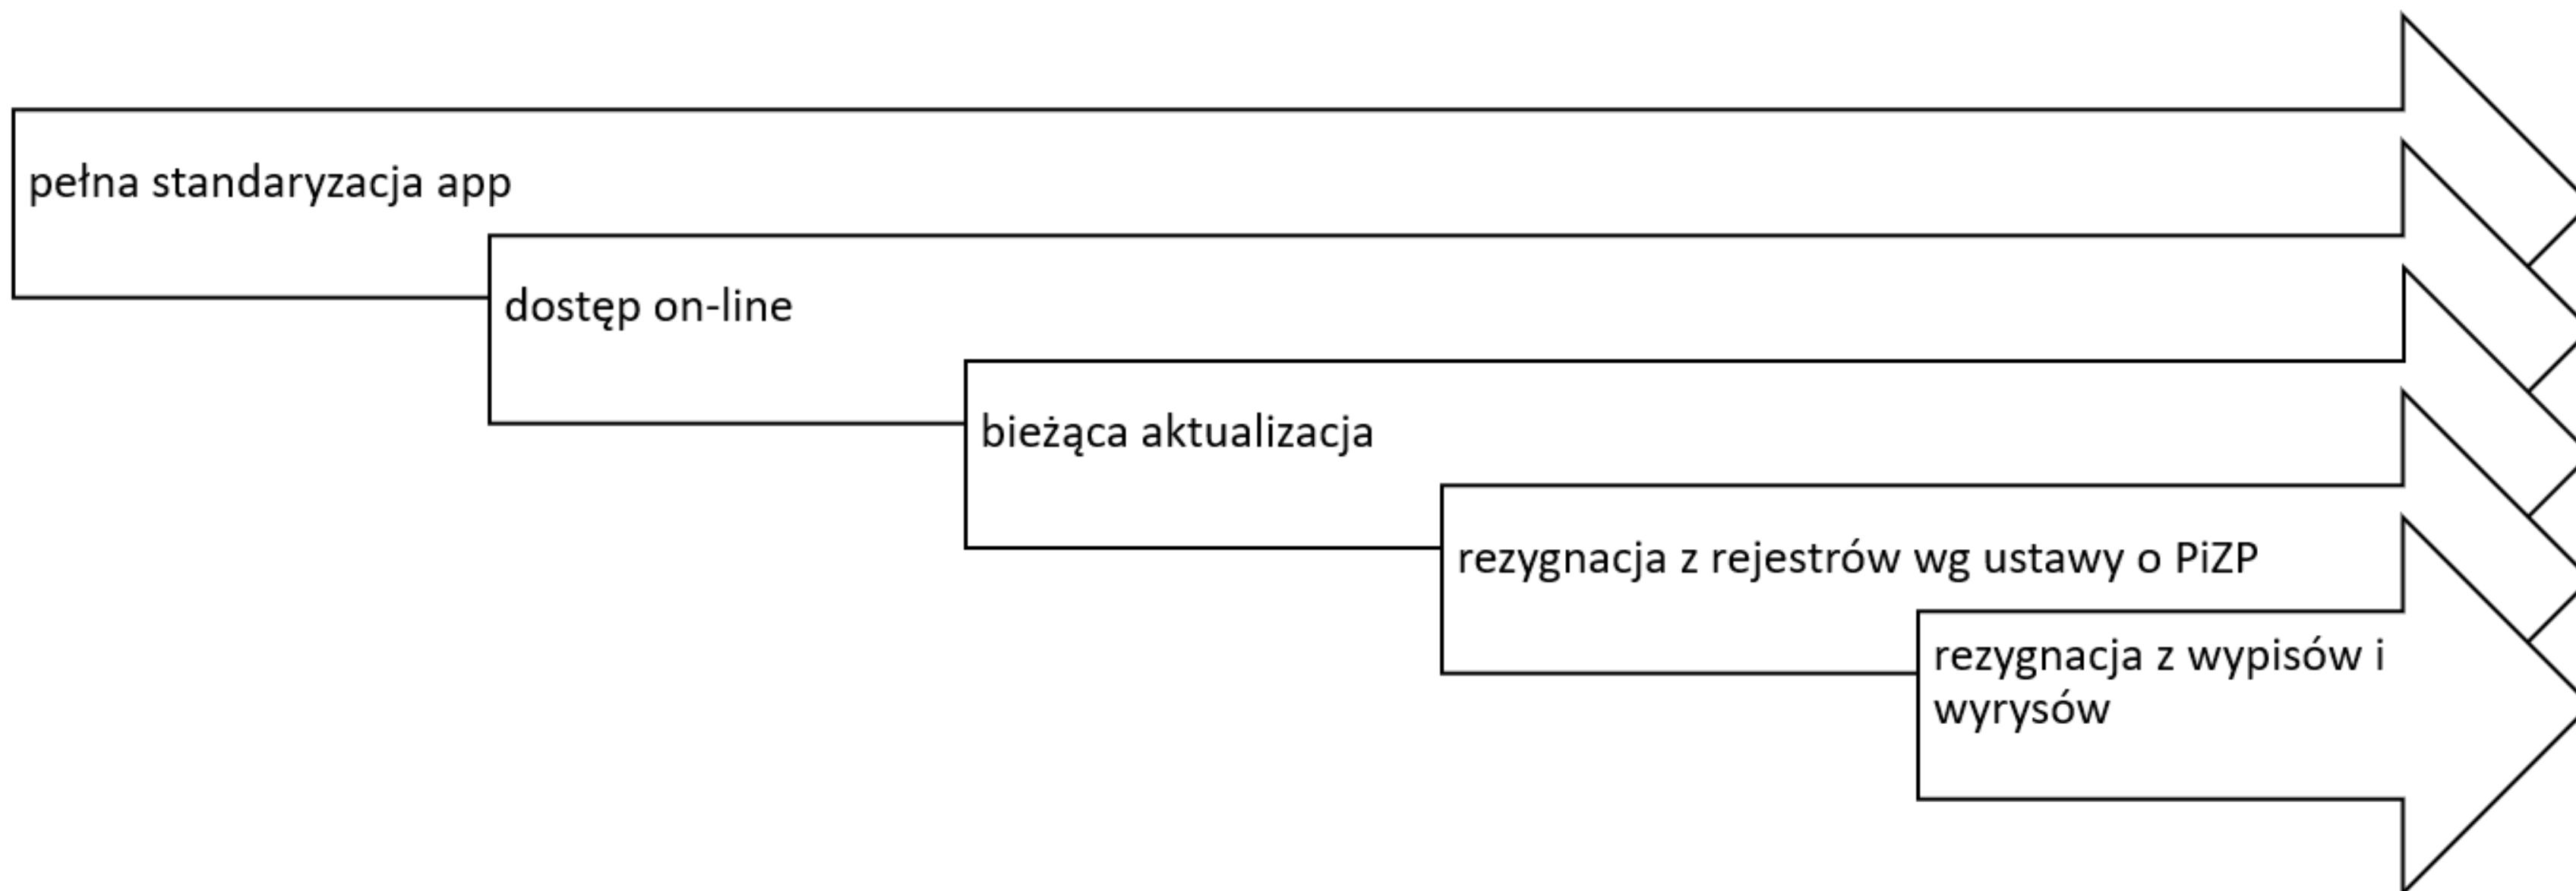 pełna standaryzacja app
dostęp on-line
bieżąca aktualizacja
rezygnacja z rejestrów wg ustawy o PiZP
rezygnacja z wypisów i
wyrysów